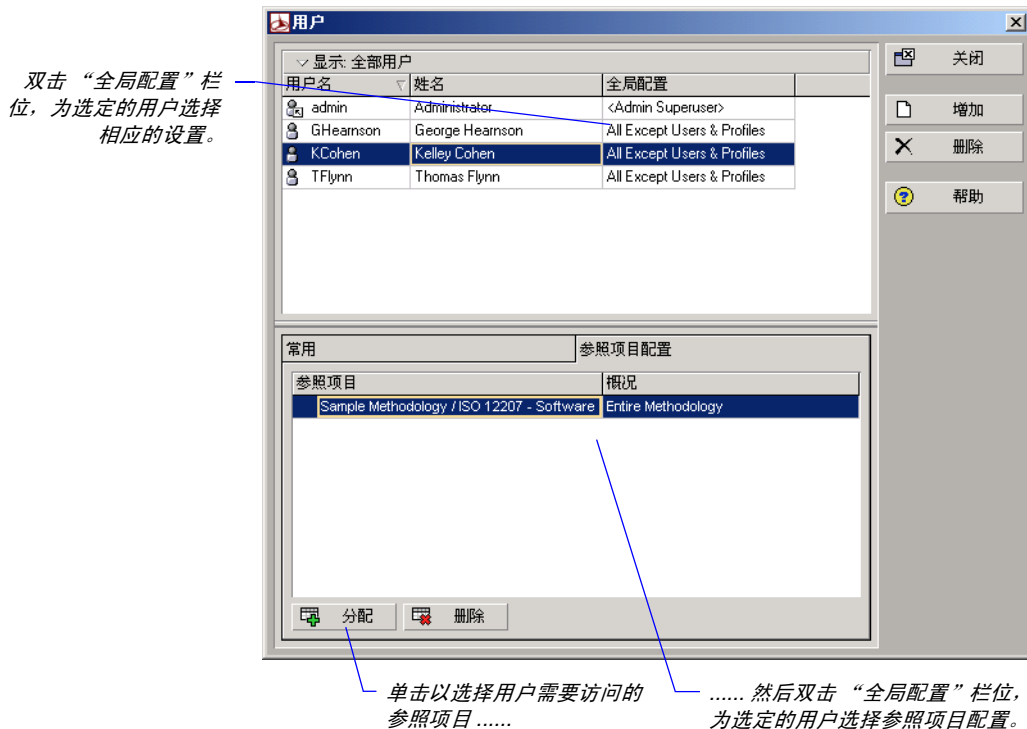 用户
双击 “全局配置”栏
位，为选定的用户选择
相应的设置。
显示: 全部用户
用户名 姓名 全局配置
admin Administrator <Admin Superuser>
GHearnson George Hearnson All Except Users & Profiles
KCohen Kelley Cohen All Except Users & Profiles
TFlynn Thomas Flynn All Except Users & Profiles
关闭
增加
删除
帮助
常用 参照项目配置
参照项目 概况
Sample Methodology / ISO 12207 - Software Entire Methodology
分配 删除
单击以选择用户需要访问的
参照项目 ......
...... 然后双击 “全局配置”栏位，
为选定的用户选择参照项目配置。